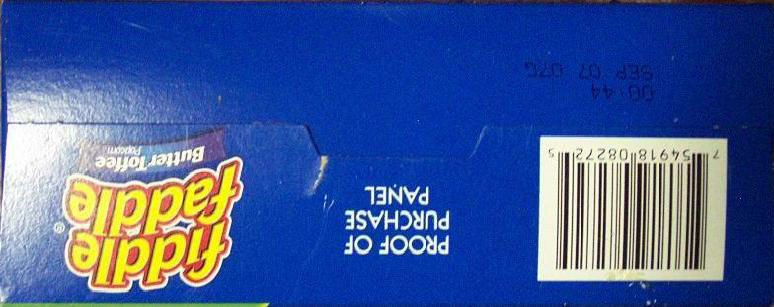 fiddle
faddle®
Butter Toffee
Popcorn
PROOF OF
PURCHASE
PANEL
7 54918 08272 5
00:44
SEP 07 07G